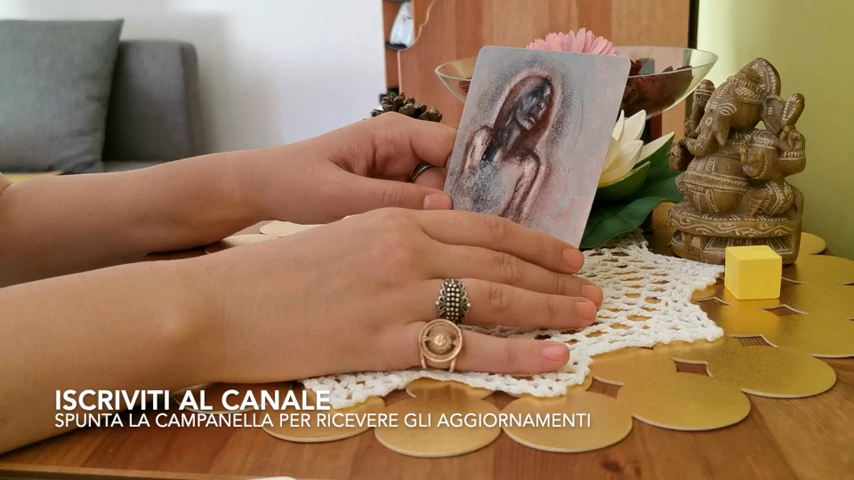 ISCRIVITI AL CANALE
SPUNTA LA CAMPANELLA PER RICEVERE GLI AGGIORNAMENTI